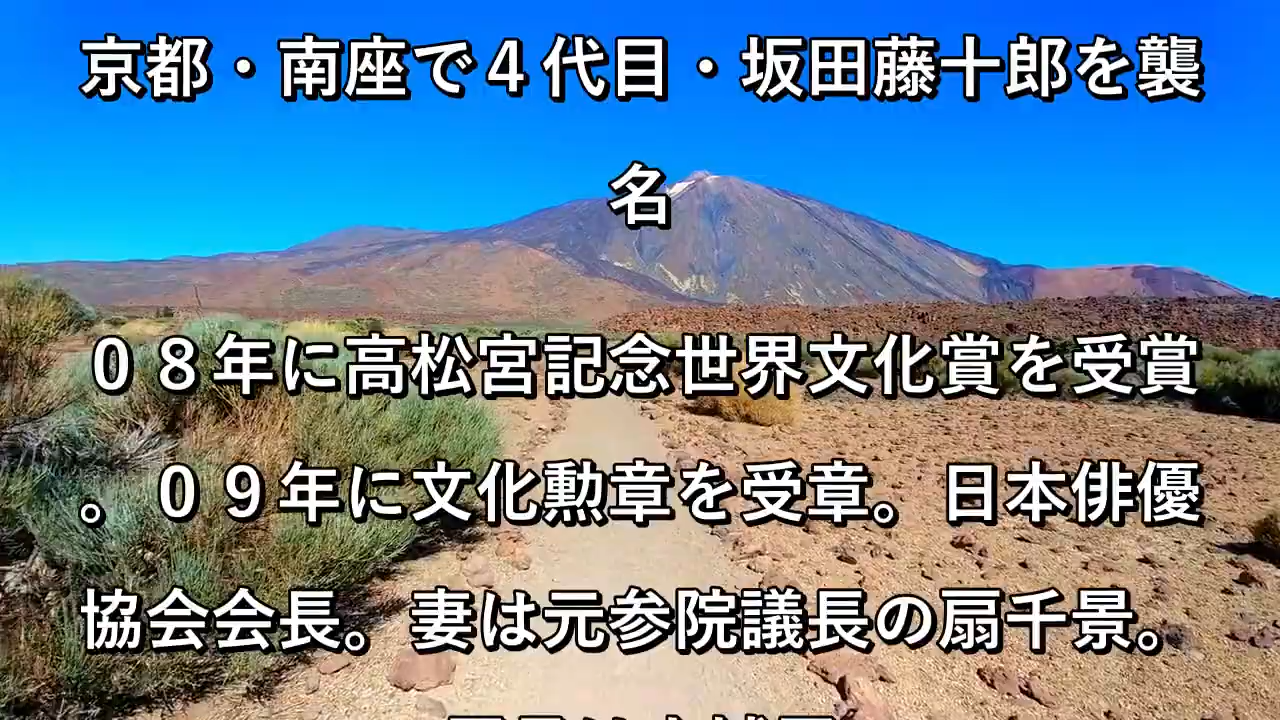 京都・南座で４代目・坂田藤十郎を襲
名
０８年に高松宮記念世界文化賞を受賞
。０９年に文化勲章を受章。日本俳優
協会会長。妻は元参院議長の扇千景。